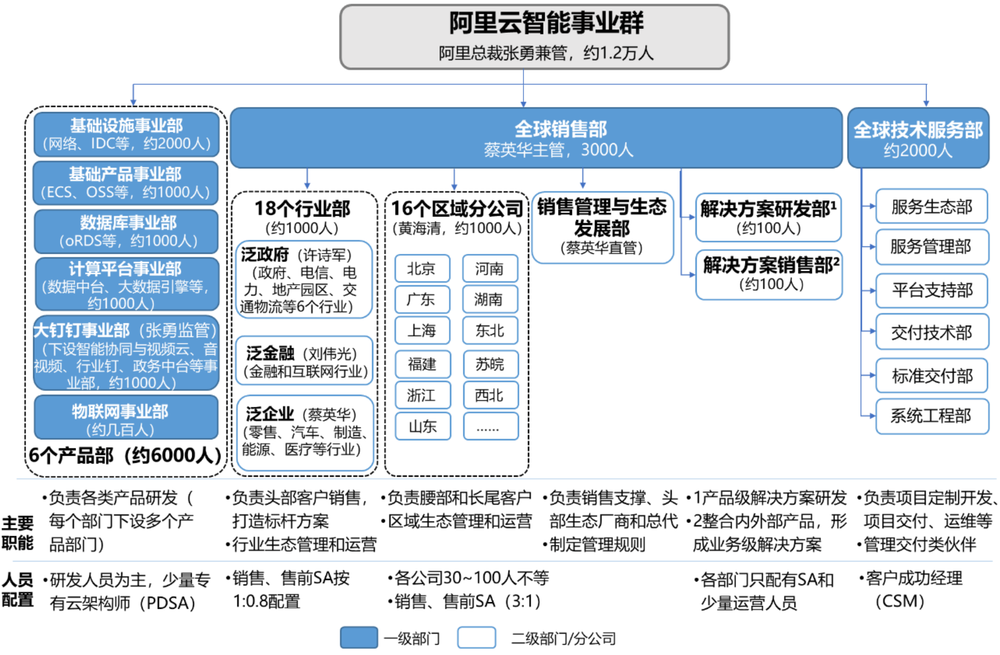 阿里云智能事业群
阿里总裁张勇兼管，约1.2万人
基础设施事业部
（网络、IDC等，约2000人）
基础产品事业部
（ECS、OSS等，约1000人）
数据库事业部
（oRDS等，约1000人）
计算平台事业部
（数据中台、大数据引擎等，
约1000人）
大钉钉事业部（张勇监管）
（下设智能协同与视频云、音
视频、行业钉、政务中台等事
业部，约1000人）
物联网事业部
（约几百人）
6个产品部（约6000人）
全球销售部
蔡英华主管，3000人
18个行业部
（约1000人）
泛政府（许诗军）
（政府、电信、电
力、地产园区、交
通物流等6个行业）
泛金融（刘伟光）
（金融和互联网行业）
泛企业（蔡英华）
（零售、汽车、制造、
能源、医疗等行业）
16个区域分公司
（黄海清，约1000人）
北京
河南
广东
湖南
上海
东北
福建
苏皖
浙江
西北
山东
……
销售管理与生态
发展部
（蔡英华直管）
解决方案研发部¹
（约100人）
解决方案销售部²
（约100人）
全球技术服务部
约2000人
服务生态部
服务管理部
平台支持部
交付技术部
标准交付部
系统工程部
主要
职能
•负责各类产品研发（
每个部门下设多个产
品部门）
•负责头部客户销售，
打造标杆方案
•行业生态管理和运营
•负责腰部和长尾客户
•区域生态管理和运营
•负责销售支撑、头
部生态厂商和总代
•制定管理规则
•1产品级解决方案研发
•2整合内外部产品，形
成业务级解决方案
•负责项目定制开发、
项目交付、运维等
•管理交付类伙伴
人员
配置
•研发人员为主，少量专
有云架构师（PDSA）
•销售、售前SA按
1:0.8配置
•各公司30~100人不等
•销售、售前SA（3:1）
•各部门只配有SA和
少量运营人员
•客户成功经理
（CSM）
一级部门
二级部门/分公司